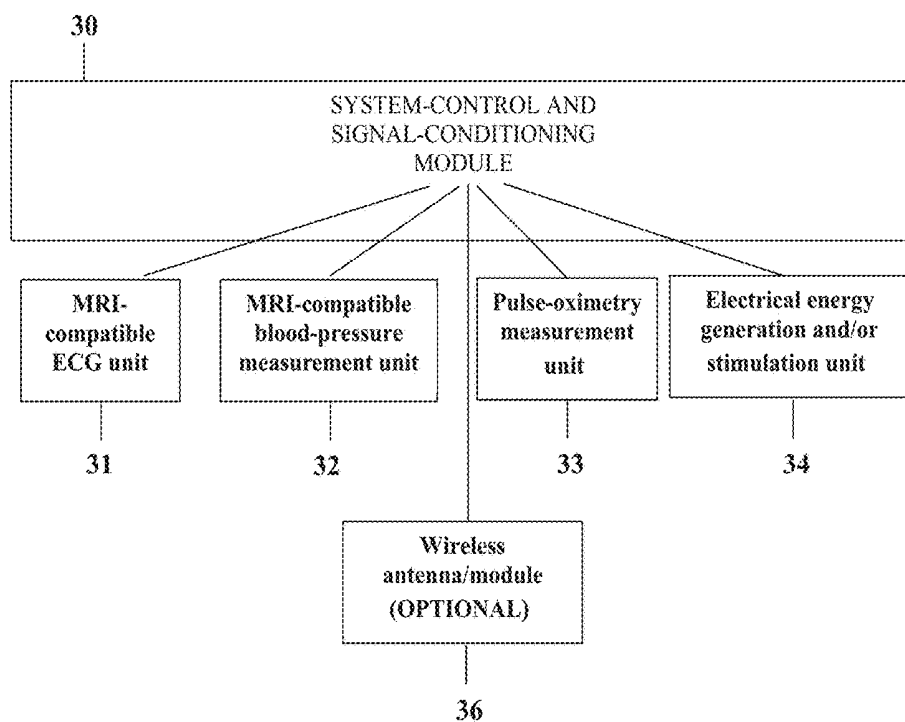 30
SYSTEM-CONTROL AND
SIGNAL-CONDITIONING
MODULE
MRI-
compatible
ECG unit
MRI-compatible
blood-pressure
measurement unit
Pulse-oximetry
measurement
unit
Electrical energy
generation and/or
stimulation unit
31
32
33
34
Wireless
antenna/module
(OPTIONAL)
36